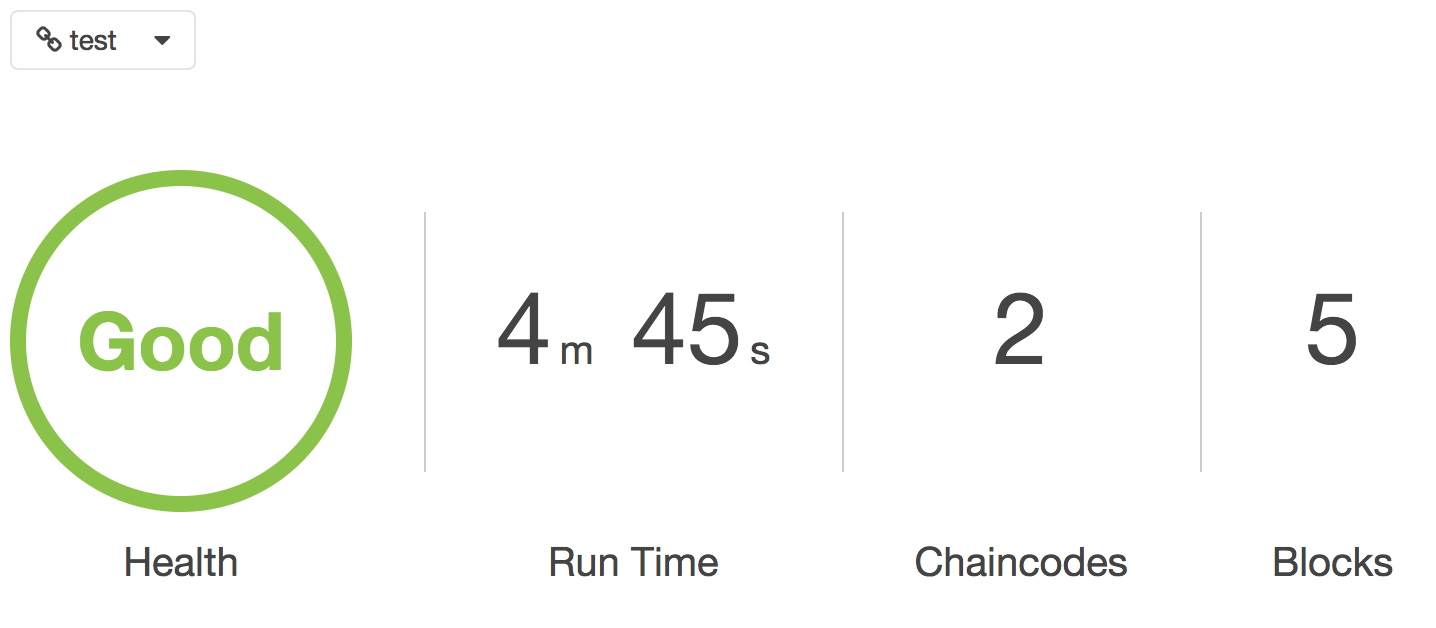 test
Good
4 m 45 s
2
5
Health
Run Time
Chaincodes
Blocks